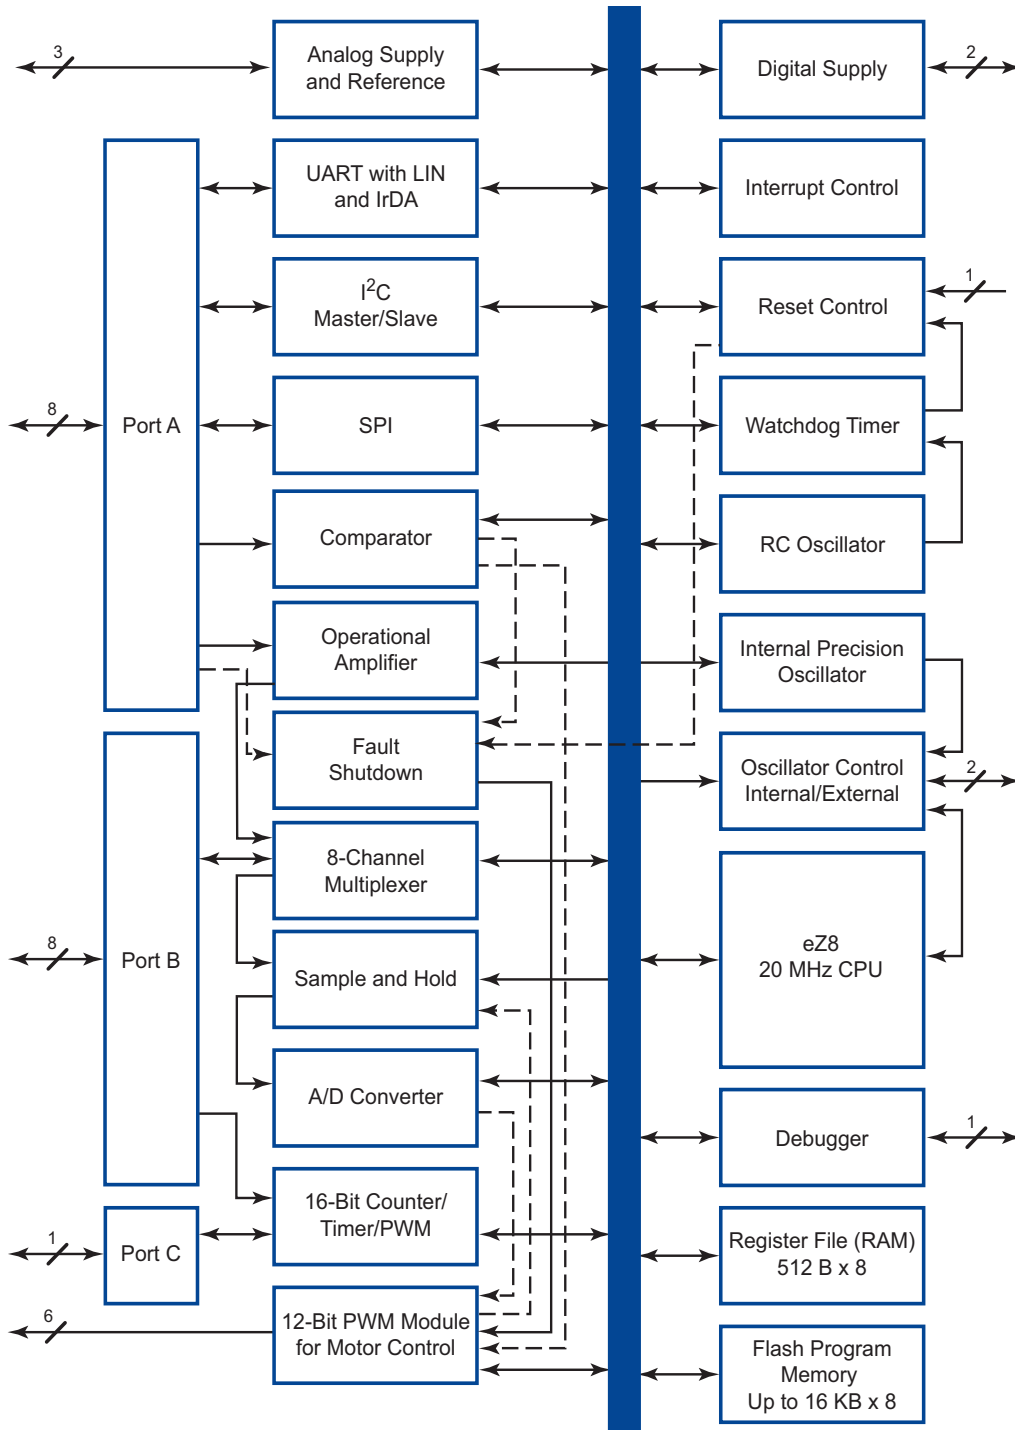 3
Analog Supply
and Reference
Digital Supply
2
UART with LIN
and IrDA
Interrupt Control
I²C
Master/Slave
Reset Control
1
8
Port A
SPI
Watchdog Timer
Comparator
RC Oscillator
Operational
Amplifier
Internal Precision
Oscillator
Fault
Shutdown
Oscillator Control
Internal/External
2
8-Channel
Multiplexer
8
Port B
Sample and Hold
eZ8
20 MHz CPU
A/D Converter
Debugger
1
16-Bit Counter/
Timer/PWM
1
Port C
Register File (RAM)
512 B x 8
6
12-Bit PWM Module
for Motor Control
Flash Program
Memory
Up to 16 KB x 8